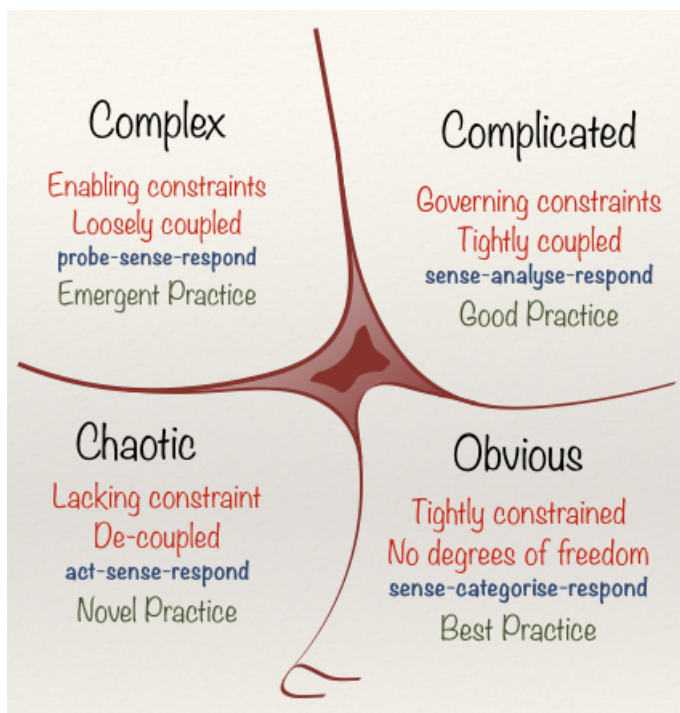 Complex
Enabling constraints
Loosely coupled
probe-sense-respond
Emergent Practice
Complicated
Governing constraints
Tightly coupled
sense-analyse-respond
Good Practice
Chaotic
Lacking constraint
De-coupled
act-sense-respond
Novel Practice
Obvious
Tightly constrained
No degrees of freedom
sense-categorise-respond
Best Practice